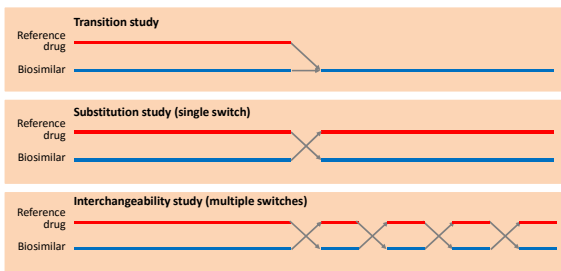 Transition study
Reference
drug
Biosimilar
Substitution study (single switch)
Reference
drug
Biosimilar
Interchangeability study (multiple switches)
Reference
drug
Biosimilar